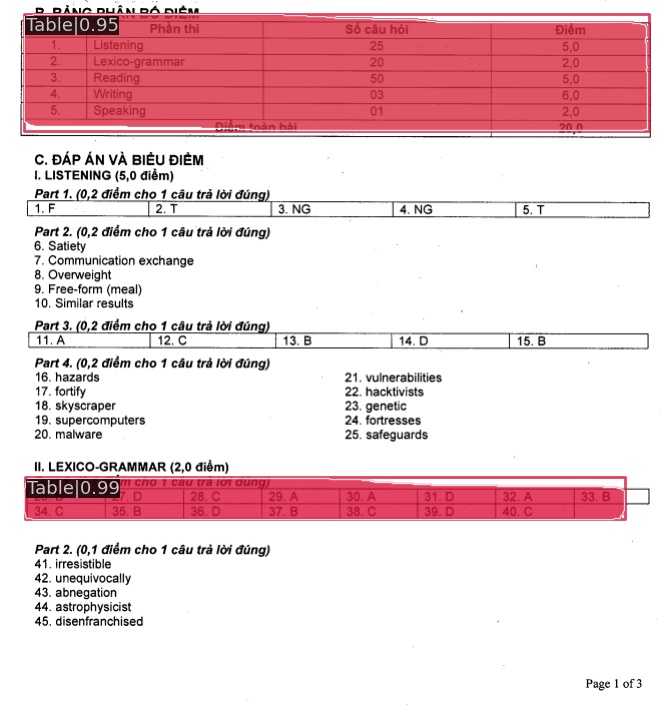 B. BẢNG PHÂN BỐ ĐIỂM
Table|0.95
Phần thi Số câu hỏi Điểm
1. Listening 25 5,0
2. Lexico-grammar 20 2,0
3. Reading 50 5,0
4. Writing 03 6,0
5. Speaking 01 2,0
Điểm toàn bài 20,0
C. ĐÁP ÁN VÀ BIỂU ĐIỂM
I. LISTENING (5,0 điểm)
Part 1. (0,2 điểm cho 1 câu trả lời đúng)
1. F 2. T 3. NG 4. NG 5. T
Part 2. (0,2 điểm cho 1 câu trả lời đúng)
6. Satiety
7. Communication exchange
8. Overweight
9. Free-form (meal)
10. Similar results
Part 3. (0,2 điểm cho 1 câu trả lời đúng)
11. A 12. C 13. B 14. D 15. B
Part 4. (0,2 điểm cho 1 câu trả lời đúng)
16. hazards
17. fortify
18. skyscraper
19. supercomputers
20. malware
21. vulnerabilities
22. hacktivists
23. genetic
24. fortresses
25. safeguards
II. LEXICO-GRAMMAR (2,0 điểm)
Table|0.99
cho 1 câu trả lời đúng)
27. D 28. C 29. A 30. A 31. D 32. A 33. B
34. C 35. B 36. D 37. B 38. C 39. D 40. C
Part 2. (0,1 điểm cho 1 câu trả lời đúng)
41. irresistible
42. unequivocally
43. abnegation
44. astrophysicist
45. disenfranchised
Page 1 of 3